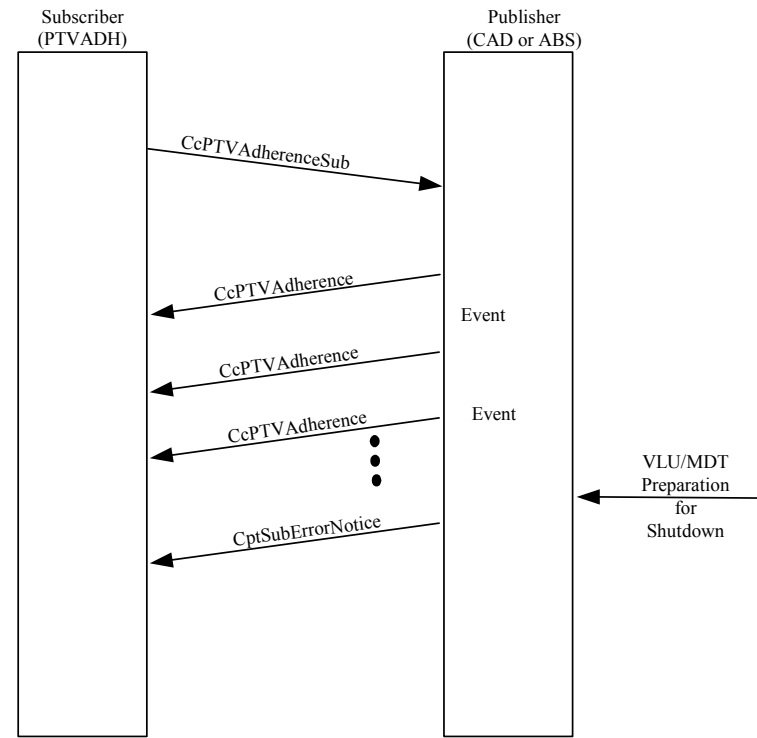 Subscriber
(PTVADH)
Publisher
(CAD or ABS)
CcPTVAdherenceSub
CcPTVAdherence
Event
CcPTVAdherence
CcPTVAdherence
Event
VLU/MDT
Preparation
for
Shutdown
CptSubErrorNotice